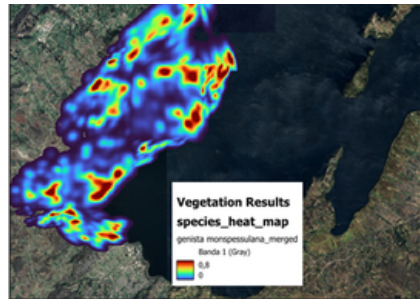 Vegetation Results
species_heat_map
genista monspessulana_merged
Banda 1 (Gray)
0,8
0